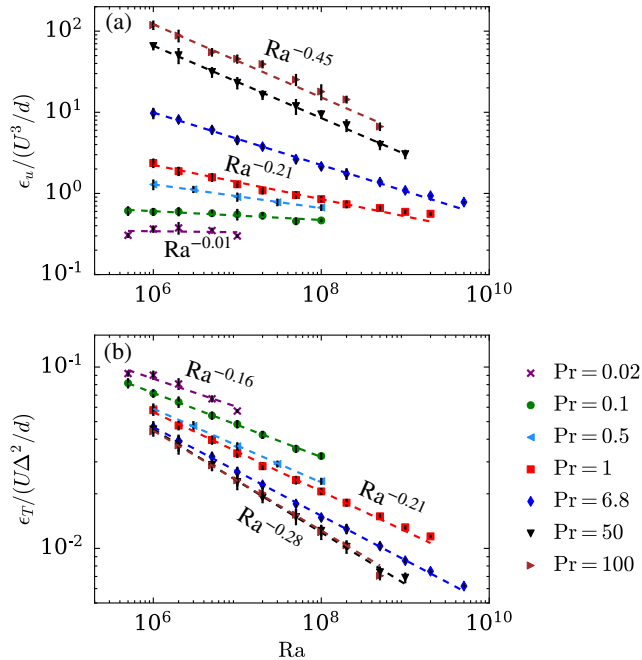 10^2
(a)
Ra^{-0.45}
10^1
ϵ_u/(U^3/d)
Ra^{-0.21}
10^0
Ra^{-0.01}
10^{-1}
10^6
10^8
10^{10}
(b)
10^{-1}
Ra^{-0.16}
ϵ_T/(UΔ^2/d)
Ra^{-0.21}
Ra^{-0.28}
10^{-2}
10^6
10^8
10^{10}
Ra
Pr = 0.02
Pr = 0.1
Pr = 0.5
Pr = 1
Pr = 6.8
Pr = 50
Pr = 100